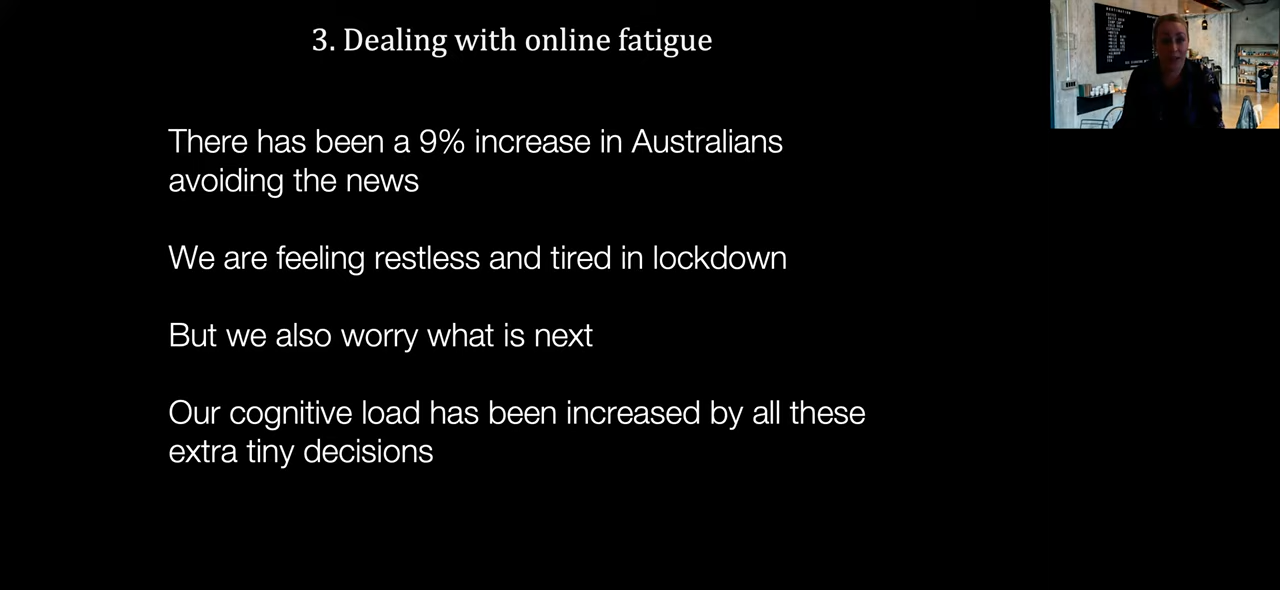 3. Dealing with online fatigue
There has been a 9% increase in Australians
avoiding the news
We are feeling restless and tired in lockdown
But we also worry what is next
Our cognitive load has been increased by all these
extra tiny decisions